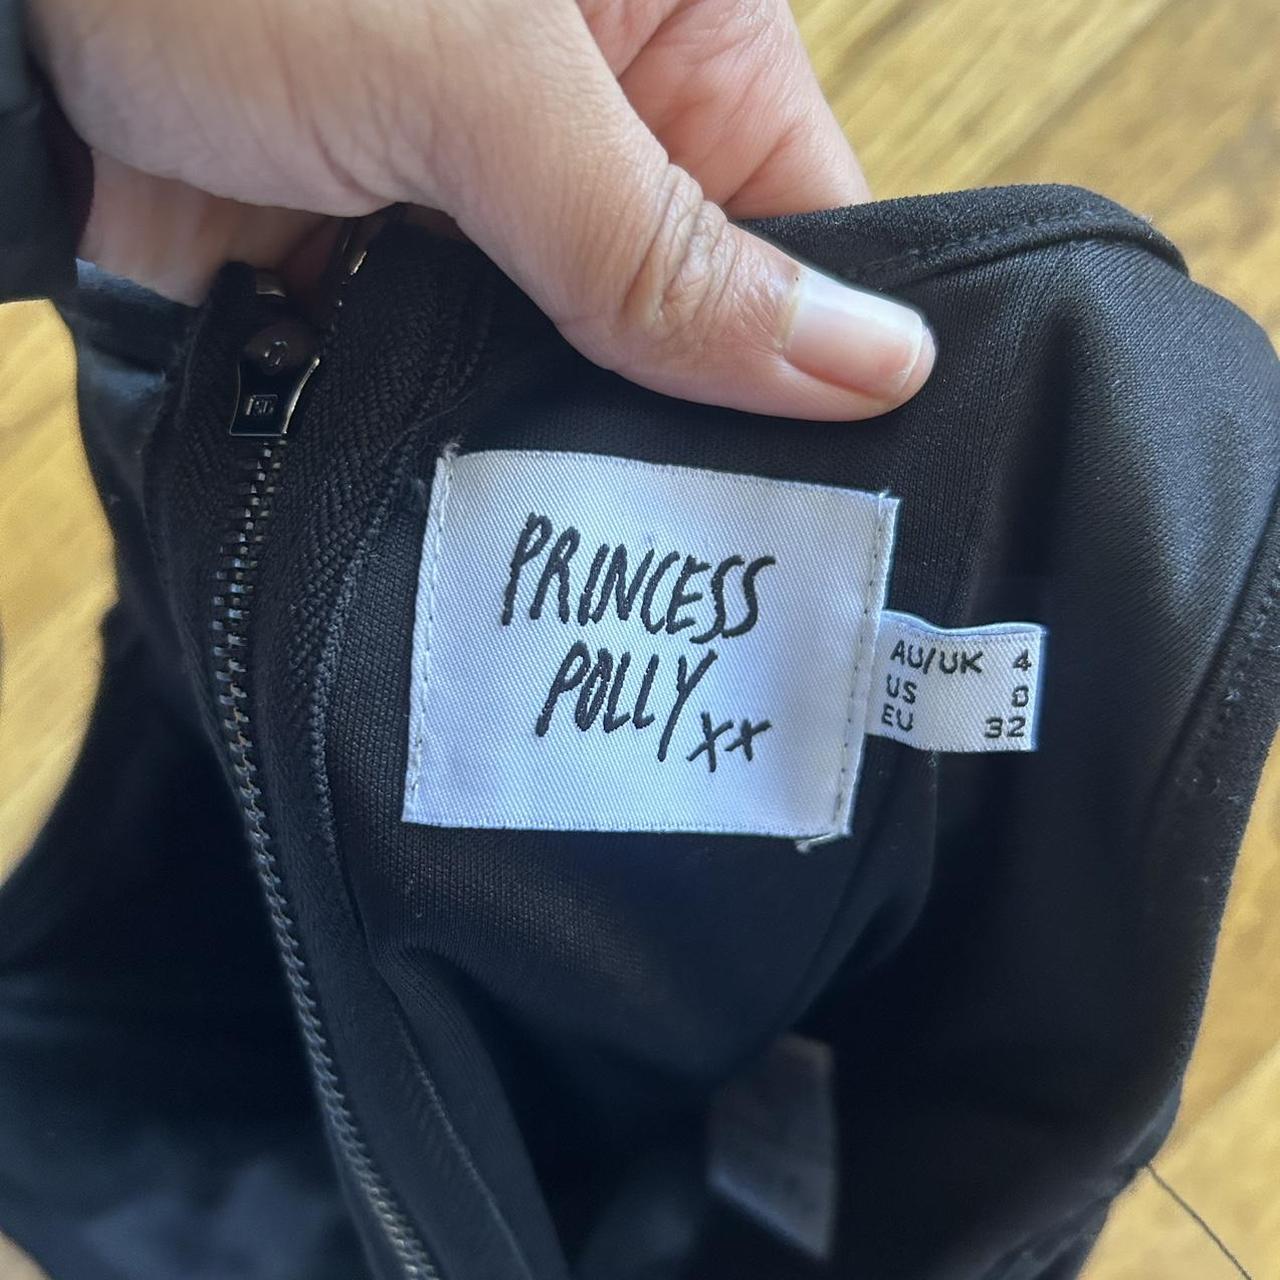 PRINCESS
POLLY xx
AU/UK 4
US 0
EU 32